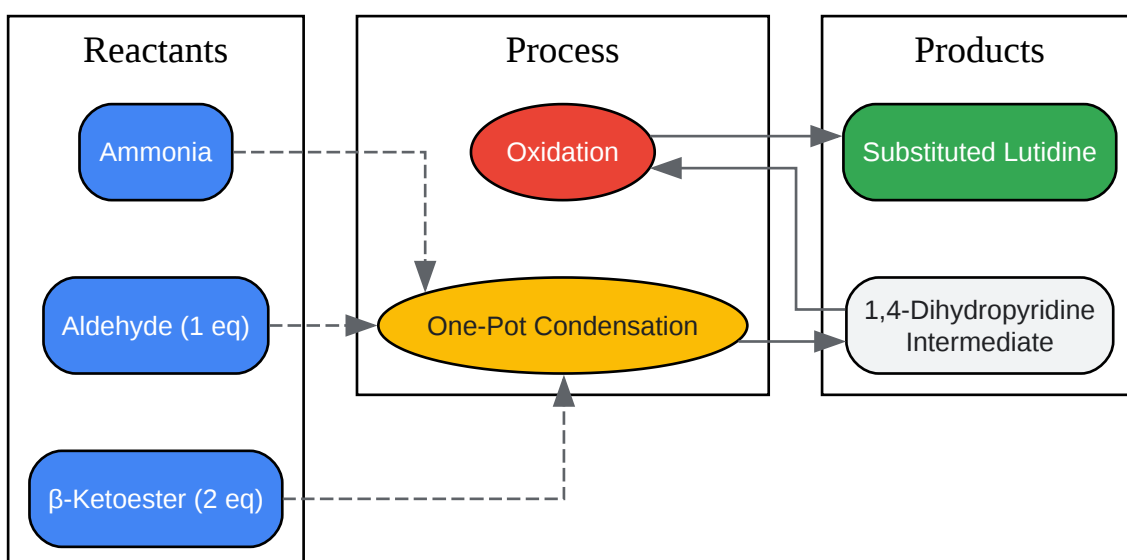 Reactants
Ammonia
Aldehyde (1 eq)
β-Ketoester (2 eq)
Process
Oxidation
One-Pot Condensation
Products
Substituted Lutidine
1,4-Dihydropyridine
Intermediate